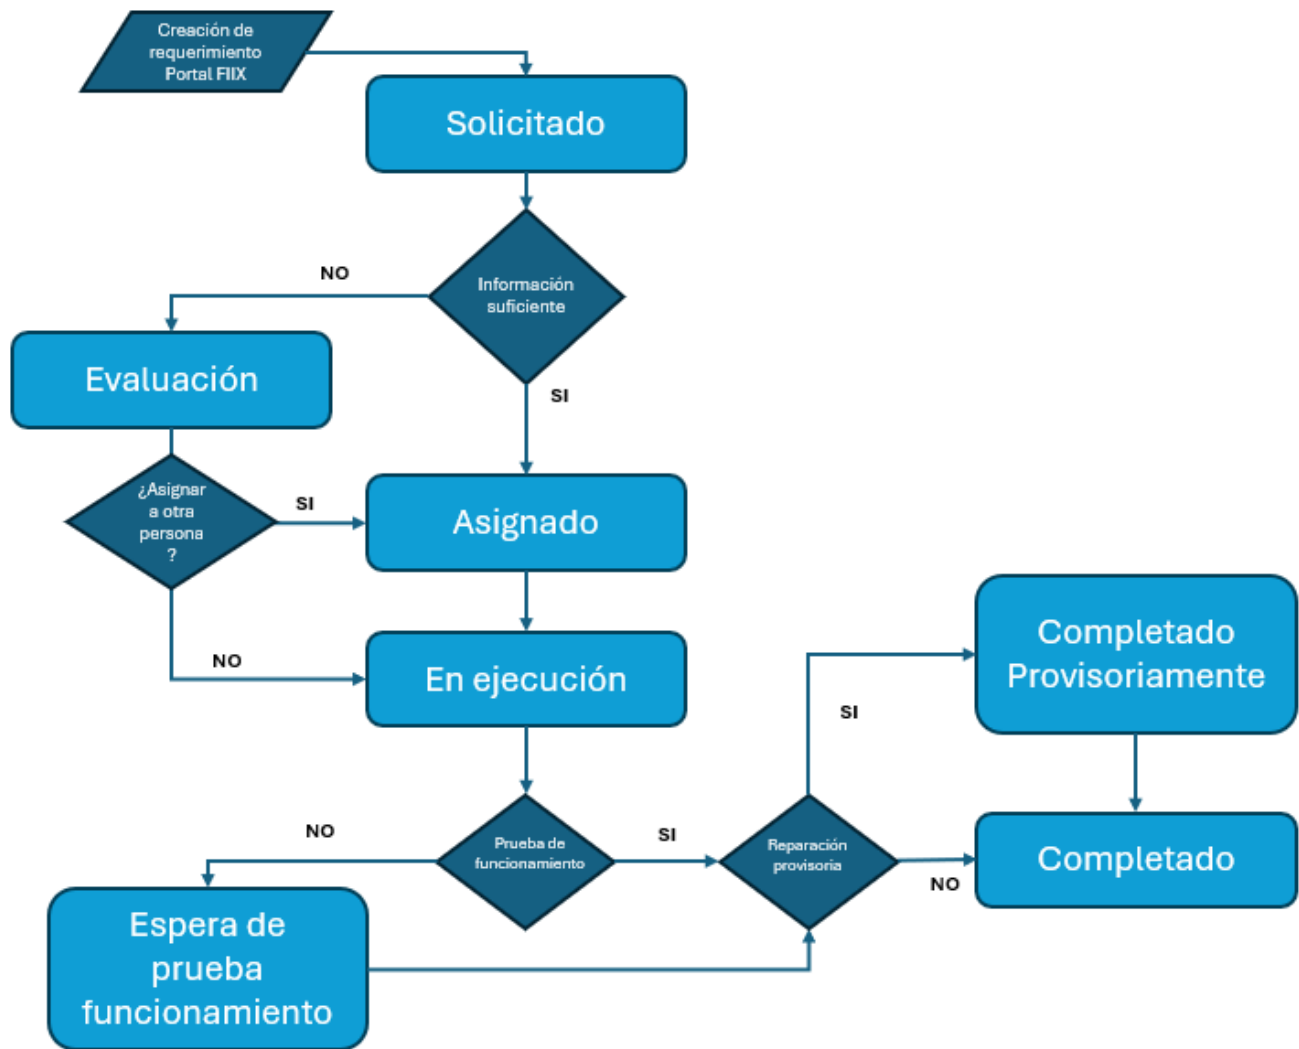 Creación de
requerimiento
Portal FIIX
Solicitado
Información
suficiente
NO
SI
Evaluación
¿Asignar
a otra
persona
?
SI
Asignado
NO
En ejecución
Prueba de
funcionamiento
NO
SI
Espera de
prueba
funcionamiento
Reparación
provisoria
SI
NO
Completado
Provisoriamente
Completado